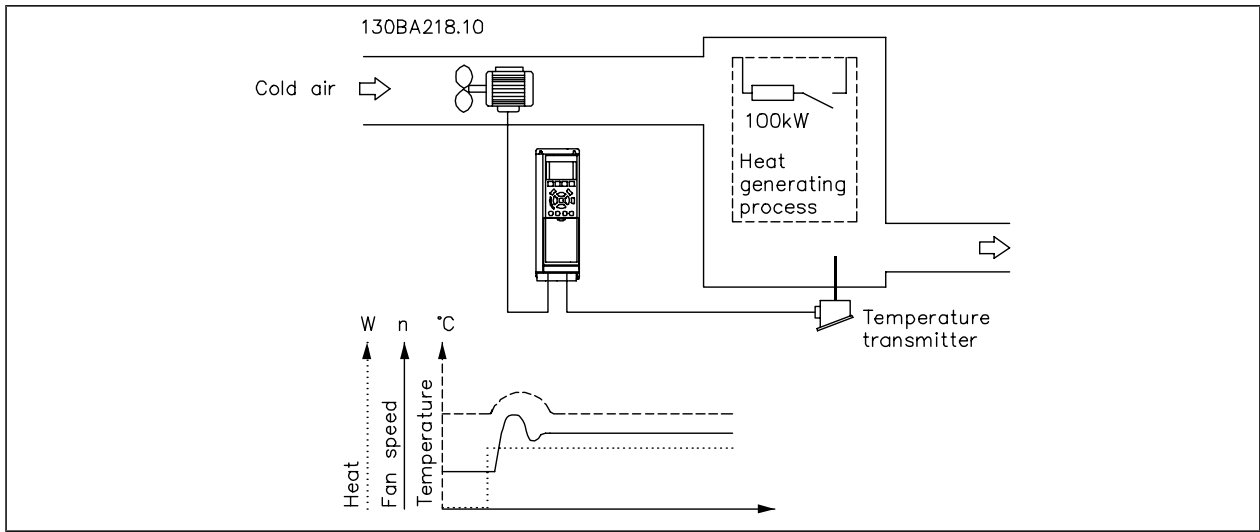 130BA218.10
Cold air
100kW
Heat
generating
process
Temperature
transmitter
W n °C
Heat
Fan speed
Temperature